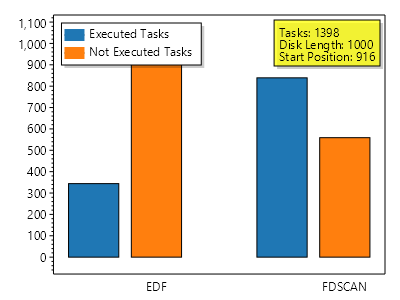 1,100
1,000
900
800
700
600
500
400
300
200
100
0
Executed Tasks
Not Executed Tasks
Tasks: 1398
Disk Length: 1000
Start Position: 916
EDF
FDSCAN